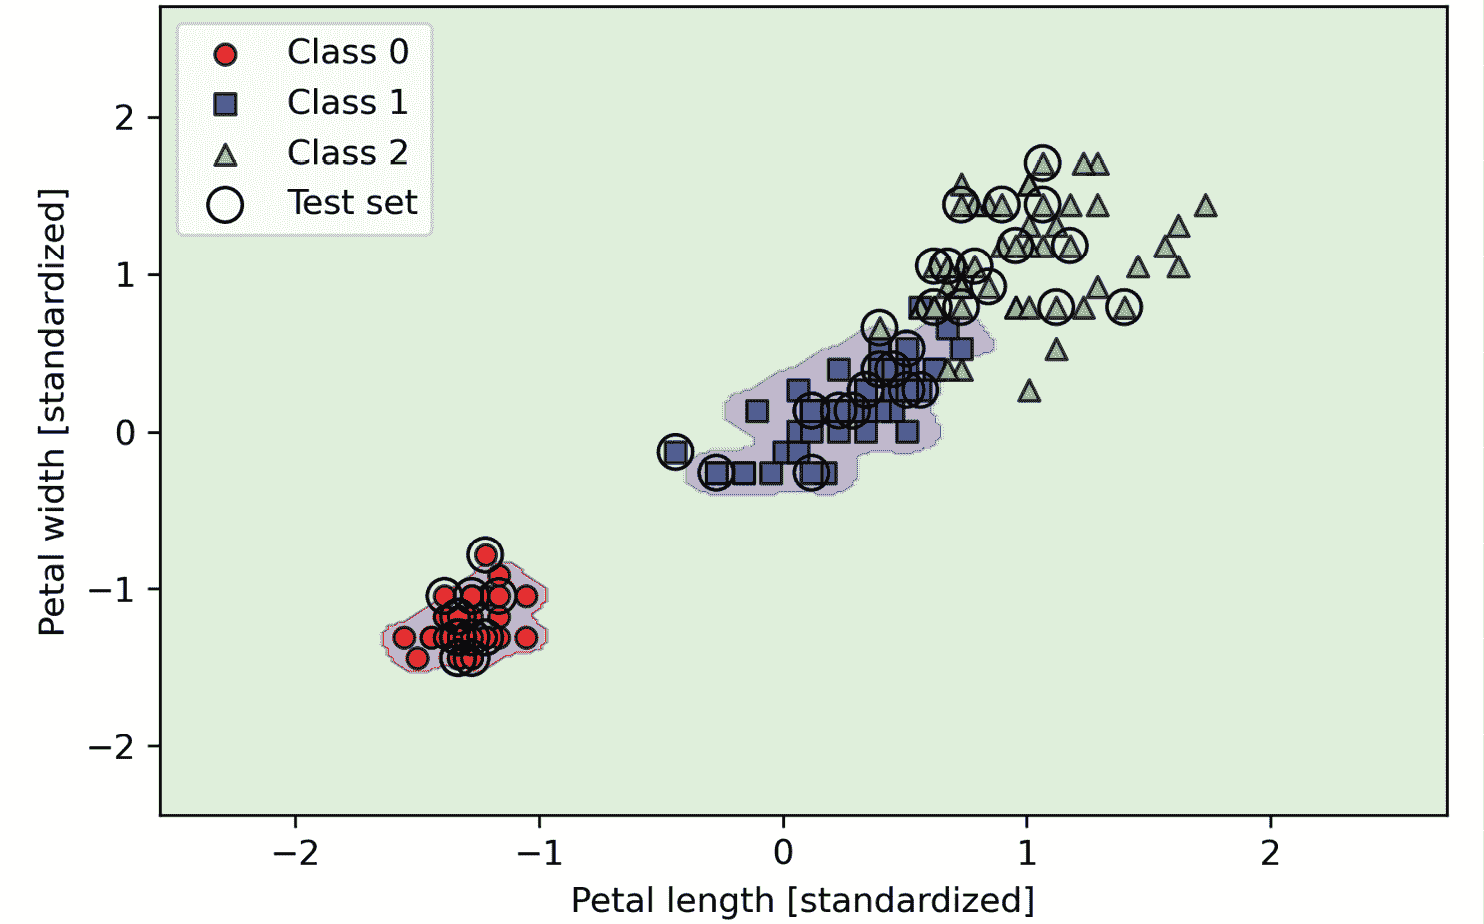 Class 0
Class 1
Class 2
Test set
2
1
0
−1
−2
Petal width [standardized]
−2
−1
0
1
2
Petal length [standardized]